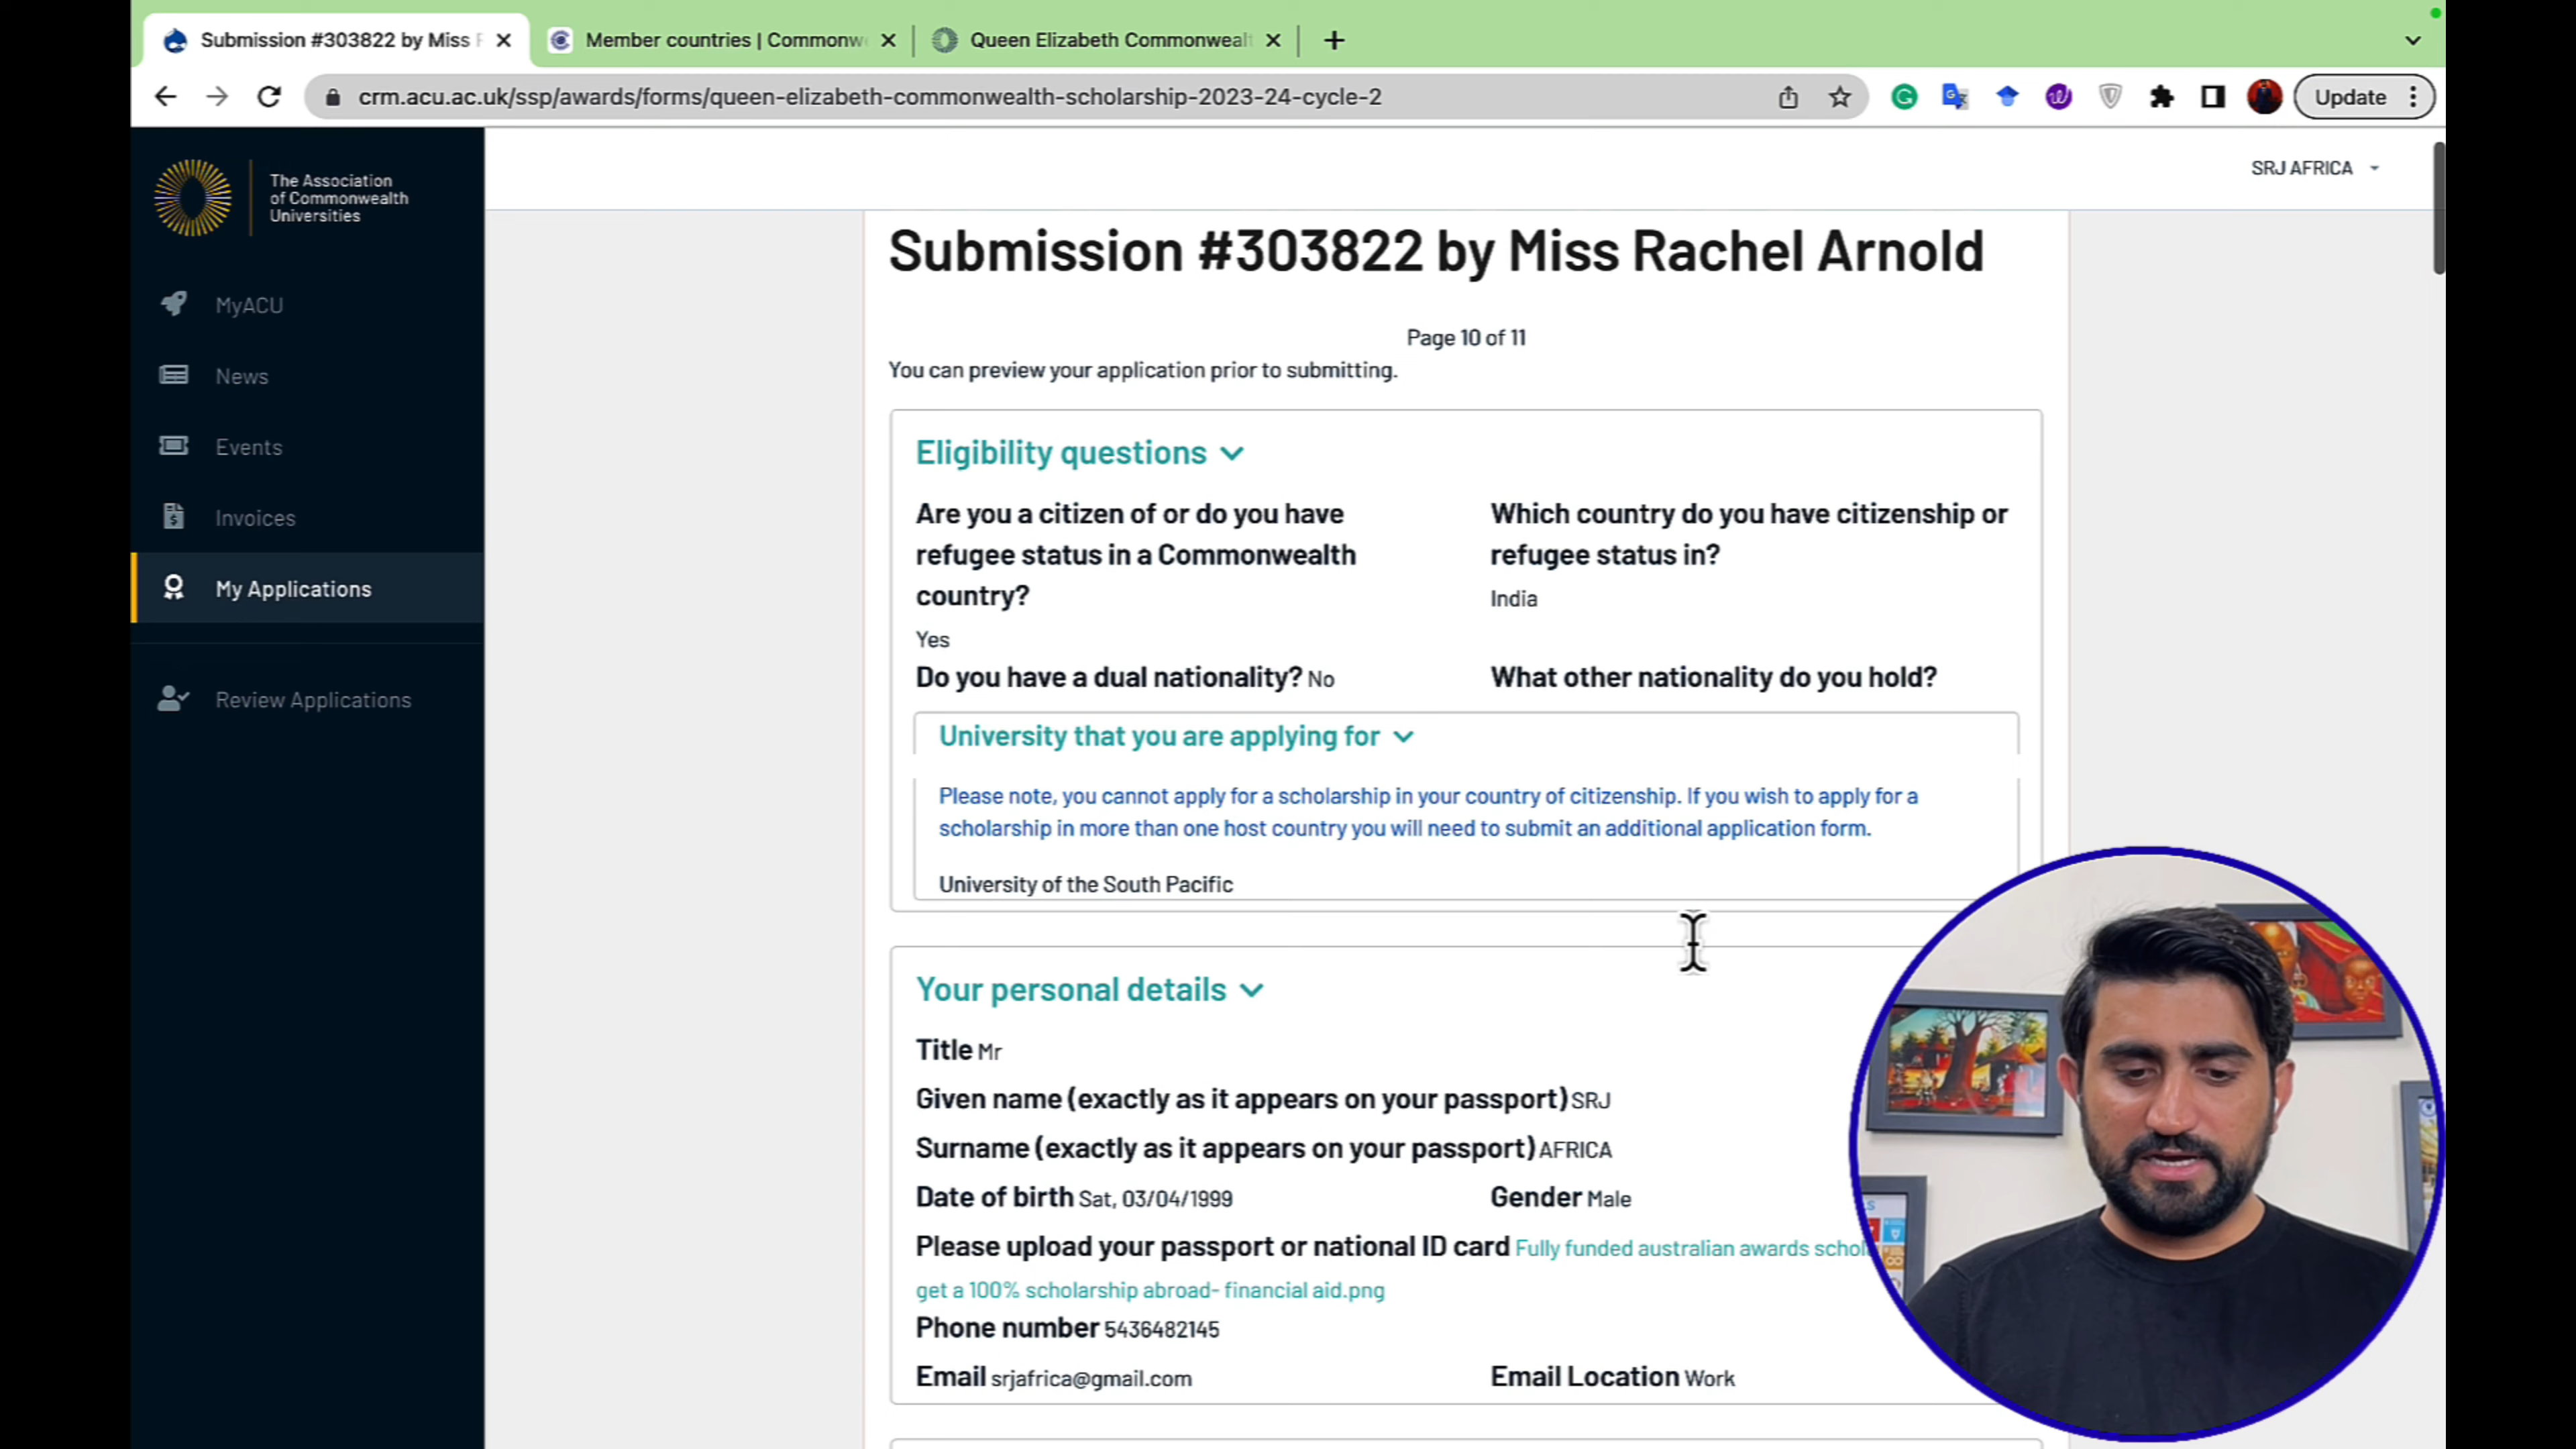 Submission #303822 by Miss
Member countries | Commonw
Queen Elizabeth Commonwealt
crm.acu.ac.uk/ssp/awards/forms/queen-elizabeth-commonwealth-scholarship-2023-24-cycle-2
Update
The Association
of Commonwealth
Universities
SRJ AFRICA
MyACU
News
Events
Invoices
My Applications
Review Applications
Submission #303822 by Miss Rachel Arnold
Page 10 of 11
You can preview your application prior to submitting.
Eligibility questions
Are you a citizen of or do you have
refugee status in a Commonwealth
country?
Yes
Which country do you have citizenship or
refugee status in?
India
Do you have a dual nationality? No
What other nationality do you hold?
University that you are applying for
Please note, you cannot apply for a scholarship in your country of citizenship. If you wish to apply for a
scholarship in more than one host country you will need to submit an additional application form.
University of the South Pacific
Your personal details
Title Mr
Given name (exactly as it appears on your passport) SRJ
Surname (exactly as it appears on your passport) AFRICA
Date of birth Sat, 03/04/1999
Gender Male
Please upload your passport or national ID card Fully funded australian awards schol
get a 100% scholarship abroad- financial aid.png
Phone number 5436482145
Email srjafrica@gmail.com
Email Location Work